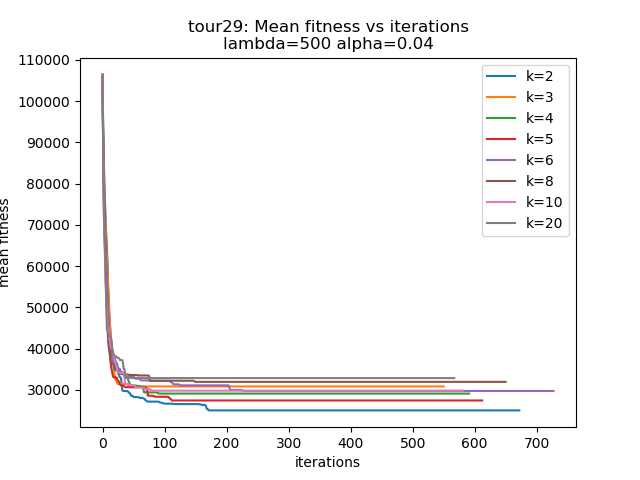 tour29: Mean fitness vs iterations
lambda=500 alpha=0.04
110000
100000
90000
80000
70000
60000
50000
40000
30000
mean fitness
k=2
k=3
k=4
k=5
k=6
k=8
k=10
k=20
0 100 200 300 400 500 600 700
iterations